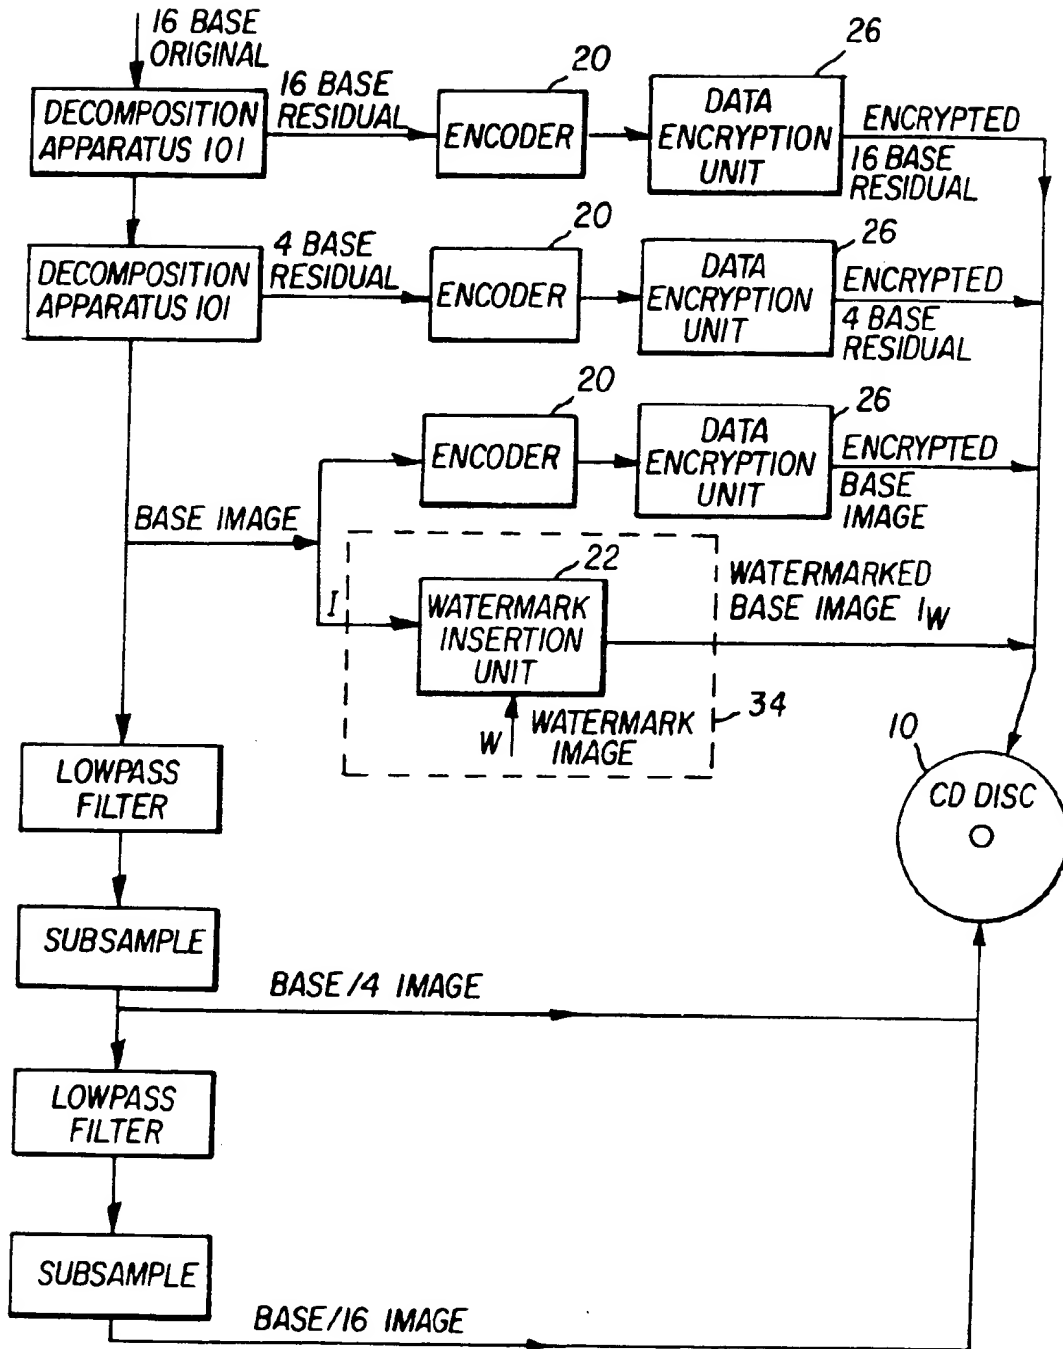 16 BASE
ORIGINAL
DECOMPOSITION
APPARATUS 101
16 BASE
RESIDUAL
20
ENCODER
26
DATA
ENCRYPTION
UNIT
ENCRYPTED
16 BASE
RESIDUAL
DECOMPOSITION
APPARATUS 101
4 BASE
RESIDUAL
20
ENCODER
26
DATA
ENCRYPTION
UNIT
ENCRYPTED
4 BASE
RESIDUAL
20
ENCODER
26
DATA
ENCRYPTION
UNIT
ENCRYPTED
BASE
IMAGE
BASE IMAGE
I
22
WATERMARK
INSERTION
UNIT
WATERMARKED
BASE IMAGE IW
W
WATERMARK
IMAGE
34
10
CD DISC
LOWPASS
FILTER
SUBSAMPLE
BASE/4 IMAGE
LOWPASS
FILTER
SUBSAMPLE
BASE/16 IMAGE